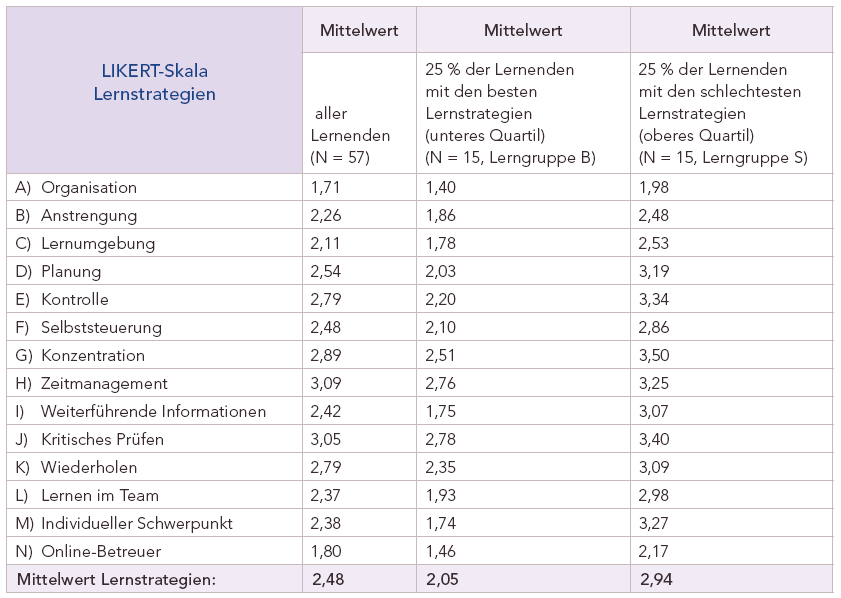 LIKERT-Skala
Lernstrategien
Mittelwert
Mittelwert
Mittelwert
aller
Lernenden
(N = 57)
25 % der Lernenden
mit den besten
Lernstrategien
(unteres Quartil)
(N = 15, Lerngruppe B)
25 % der Lernenden
mit den schlechtesten
Lernstrategien
(oberes Quartil)
(N = 15, Lerngruppe S)
A) Organisation 1,71 1,40 1,98
B) Anstrengung 2,26 1,86 2,48
C) Lernumgebung 2,11 1,78 2,53
D) Planung 2,54 2,03 3,19
E) Kontrolle 2,79 2,20 3,34
F) Selbststeuerung 2,48 2,10 2,86
G) Konzentration 2,89 2,51 3,50
H) Zeitmanagement 3,09 2,76 3,25
I) Weiterführende Informationen 2,42 1,75 3,07
J) Kritisches Prüfen 3,05 2,78 3,40
K) Wiederholen 2,79 2,35 3,09
L) Lernen im Team 2,37 1,93 2,98
M) Individueller Schwerpunkt 2,38 1,74 3,27
N) Online-Betreuer 1,80 1,46 2,17
Mittelwert Lernstrategien: 2,48 2,05 2,94